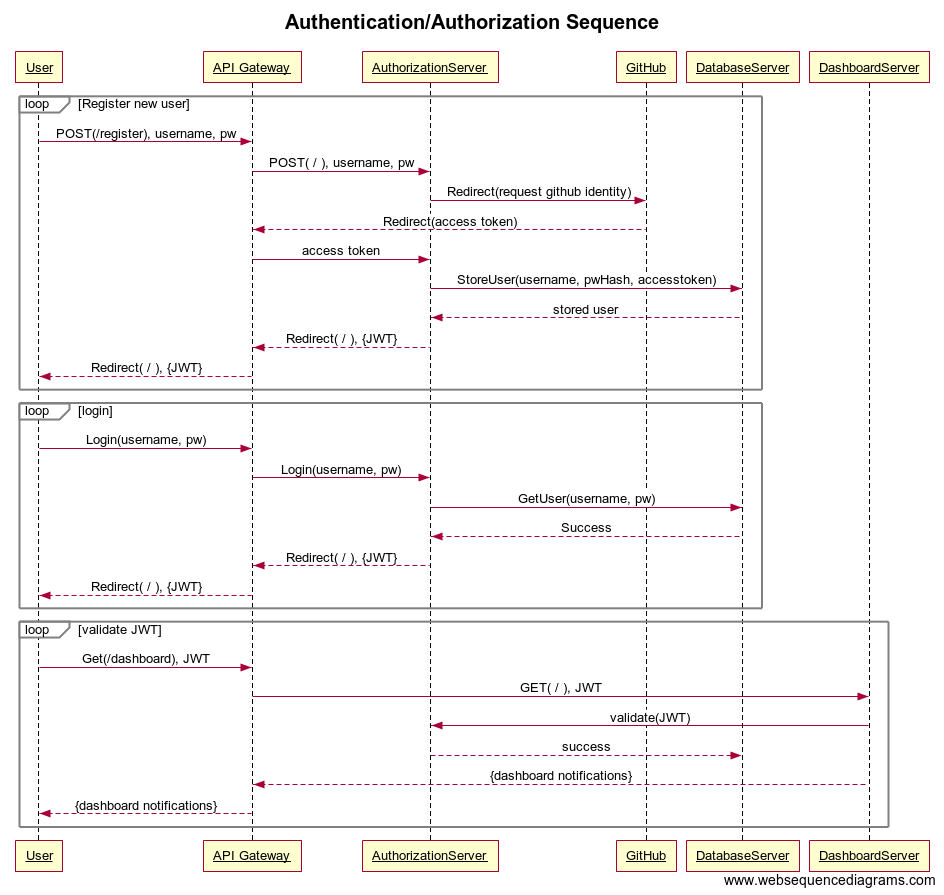 Authentication/Authorization Sequence
User API Gateway AuthorizationServer GitHub DatabaseServer DashboardServer
loop [Register new user]
POST(/register), username, pw
POST( / ), username, pw
Redirect(request github identity)
Redirect(access token)
access token
StoreUser(username, pwHash, accesstoken)
stored user
Redirect( / ), {JWT}
Redirect( / ), {JWT}
loop [login]
Login(username, pw)
Login(username, pw)
GetUser(username, pw)
Success
Redirect( / ), {JWT}
Redirect( / ), {JWT}
loop [validate JWT]
Get(/dashboard), JWT
GET( / ), JWT
validate(JWT)
success
{dashboard notifications}
{dashboard notifications}
User API Gateway AuthorizationServer GitHub DatabaseServer DashboardServer
www.websequencediagrams.com